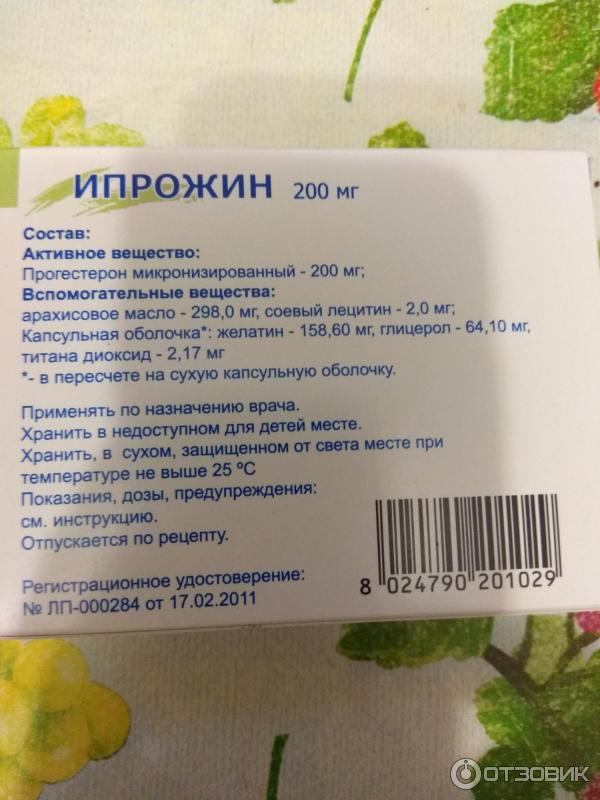 ИПРОЖИН 200 мг
Состав:
Активное вещество:
Прогестерон микронизированный - 200 мг;
Вспомогательные вещества:
арахисовое масло - 298,0 мг, соевый лецитин - 2,0 мг;
Капсульная оболочка*: желатин - 158,60 мг, глицерол - 64,10 мг,
титана диоксид - 2,17 мг
*- в пересчете на сухую капсульную оболочку.
Применять по назначению врача.
Хранить в недоступном для детей месте.
Хранить, в сухом, защищенном от света месте при
температуре не выше 25 ºС
Показания, дозы, предупреждения:
см. инструкцию.
Отпускается по рецепту.
Регистрационное удостоверение:
№ ЛП-000284 от 17.02.2011
8 024790 201029
ОТЗОВИК